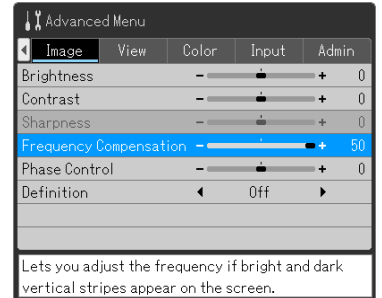 Advanced Menu
Image View Color Input Admin
Brightness - + 0
Contrast - + 0
Sharpness - + 0
Frequency Compensation - + 50
Phase Control - + 0
Definition Off
Lets you adjust the frequency if bright and dark
vertical stripes appear on the screen.